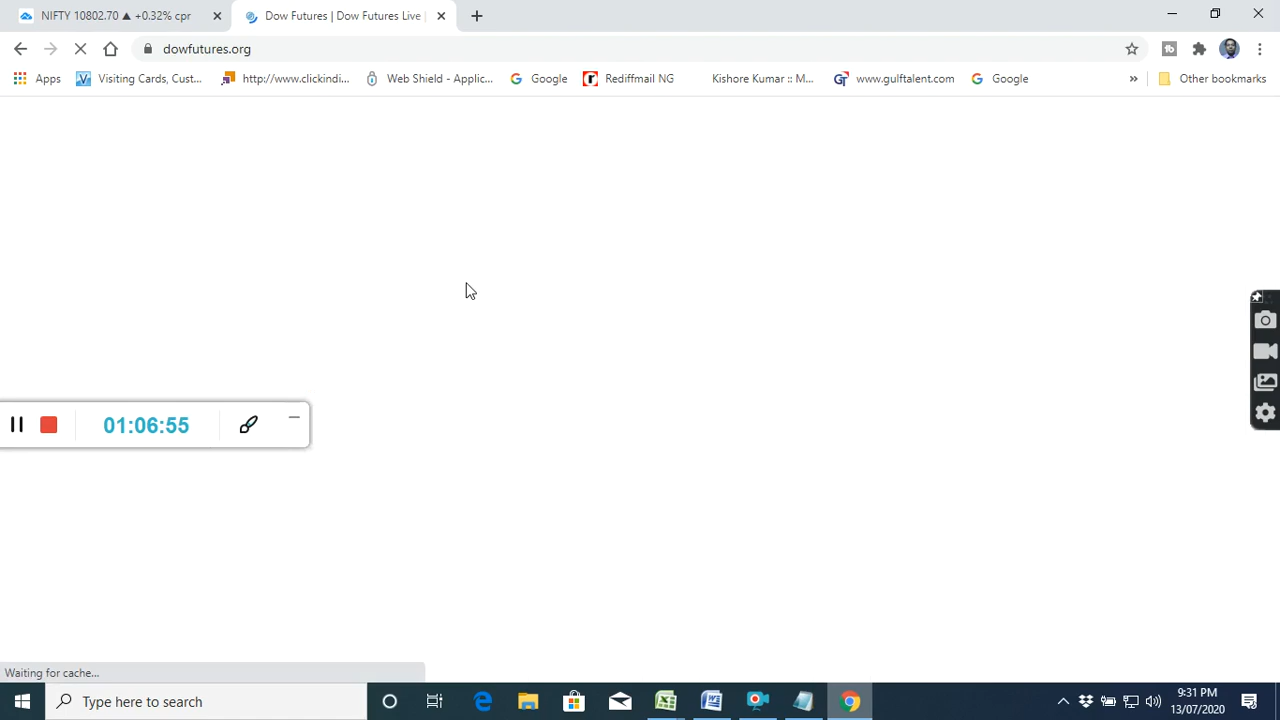 NIFTY 10802.70 ▲ +0.32% cpr
Dow Futures | Dow Futures Live |
dowfutures.org
Apps
Visiting Cards, Cust...
http://www.clickindi...
Web Shield - Applic...
Google
Rediffmail NG
Kishore Kumar :: M...
www.gulftalent.com
Google
»
Other bookmarks
01:06:55
Waiting for cache...
Type here to search
9:31 PM
13/07/2020